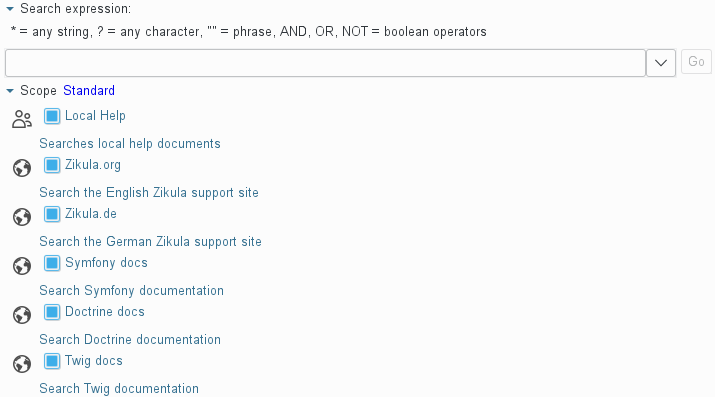 Search expression:
* = any string, ? = any character, "" = phrase, AND, OR, NOT = boolean operators
Go
Scope Standard
Local Help
Searches local help documents
Zikula.org
Search the English Zikula support site
Zikula.de
Search the German Zikula support site
Symfony docs
Search Symfony documentation
Doctrine docs
Search Doctrine documentation
Twig docs
Search Twig documentation